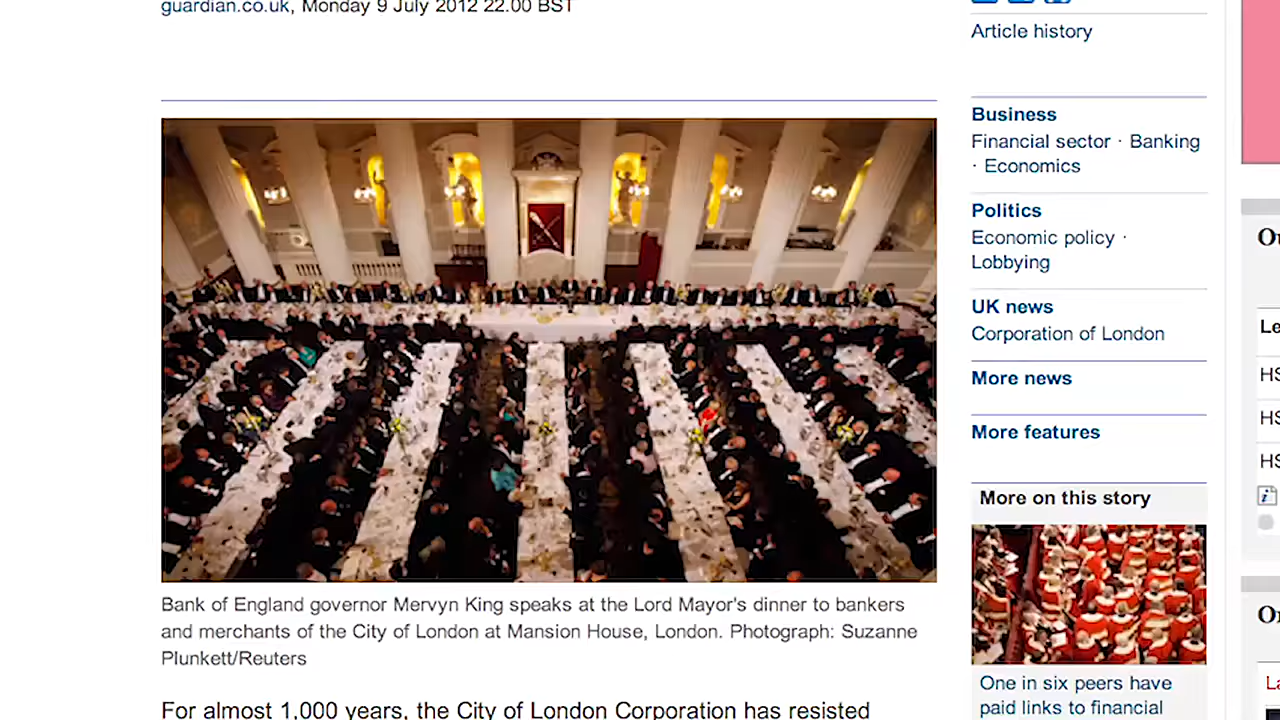 guardian.co.uk, Monday 9 July 2012 22.00 BST
Bank of England governor Mervyn King speaks at the Lord Mayor's dinner to bankers
and merchants of the City of London at Mansion House, London. Photograph: Suzanne
Plunkett/Reuters
For almost 1,000 years, the City of London Corporation has resisted
Article history
Business
Financial sector · Banking
· Economics
Politics
Economic policy ·
Lobbying
UK news
Corporation of London
More news
More features
More on this story
One in six peers have
paid links to financial